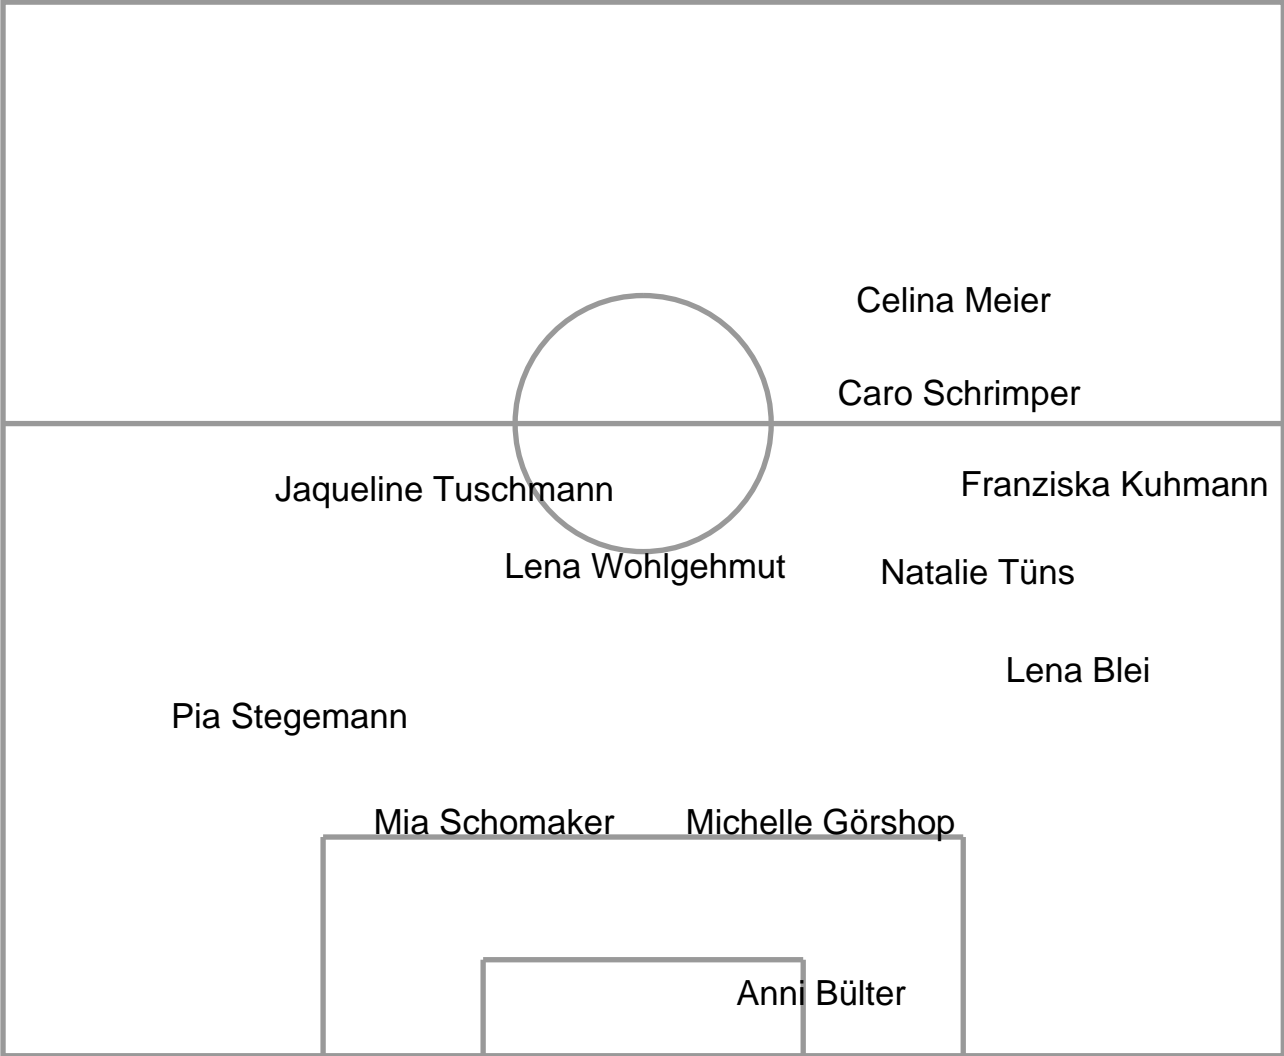 Celina Meier
Caro Schrimper
Jaqueline Tuschmann
Franziska Kuhmann
Lena Wohlgehmut
Natalie Tüns
Lena Blei
Pia Stegemann
Mia Schomaker
Michelle Görshop
Anni Bülter